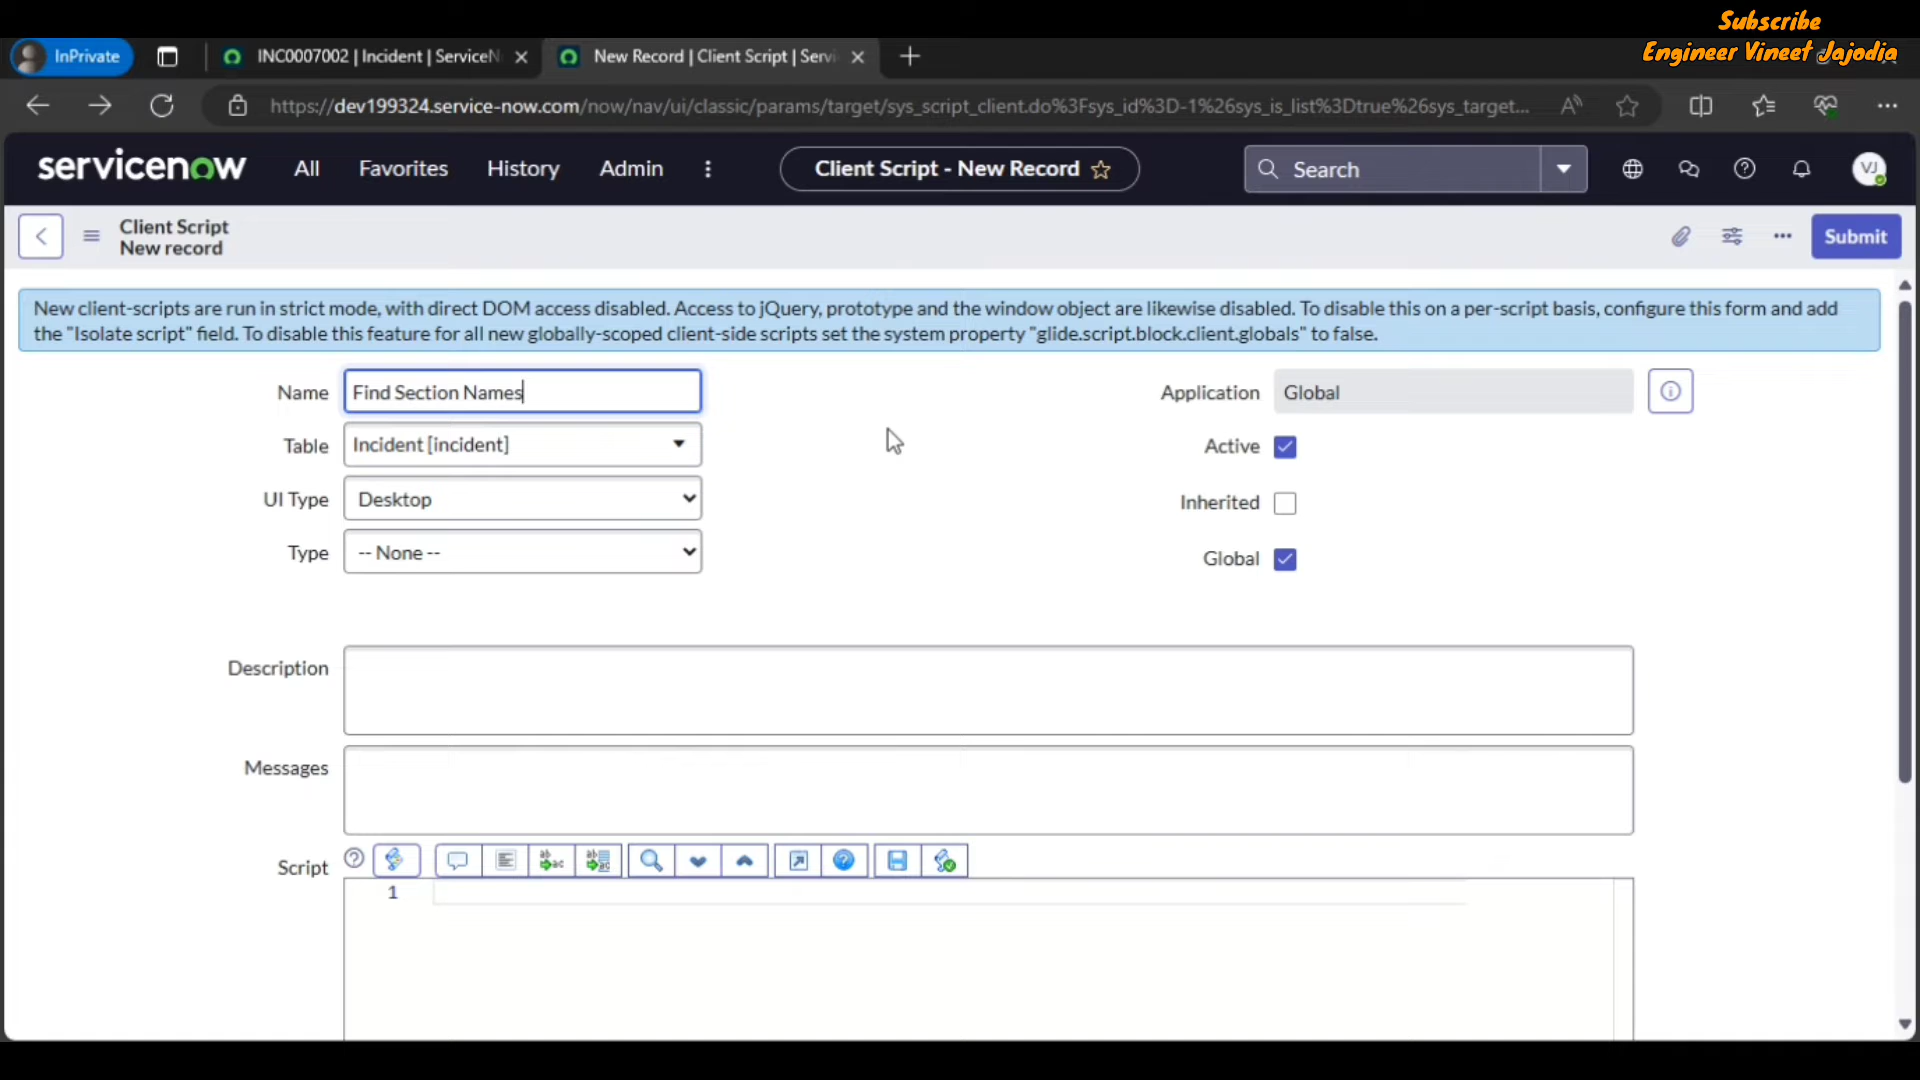 Subscribe
Engineer Vineet Jajodia
InPrivate
INC0007002 | Incident | ServiceN
New Record | Client Script | Servi
https://dev199324.service-now.com/now/nav/ui/classic/params/target/sys_script_client.do%3Fsys_id%3D-1%26sys_is_list%3Dtrue%26sys_target...
servicenow
All
Favorites
History
Admin
Client Script - New Record
Search
VJ
Client Script
New record
Submit
New client-scripts are run in strict mode, with direct DOM access disabled. Access to jQuery, prototype and the window object are likewise disabled. To disable this on a per-script basis, configure this form and add
the "Isolate script" field. To disable this feature for all new globally-scoped client-side scripts set the system property "glide.script.block.client.globals" to false.
Name
Find Section Names
Application
Global
Table
Incident [incident]
Active
UI Type
Desktop
Inherited
Type
-- None --
Global
Description
Messages
Script
1